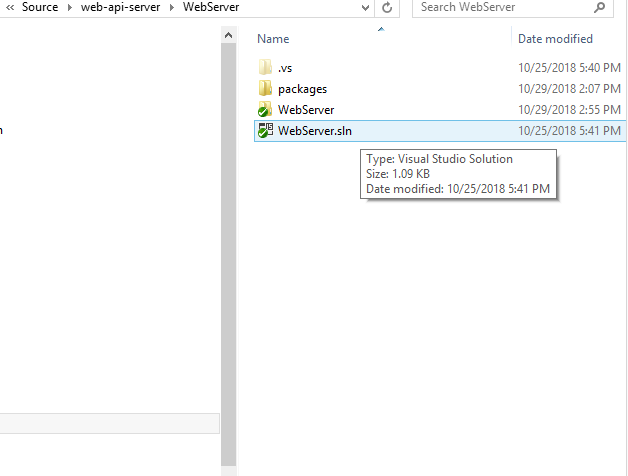 « Source ▸ web-api-server ▸ WebServer
Search WebServer
Name Date modified
.vs 10/25/2018 5:40 PM
packages 10/29/2018 2:07 PM
WebServer 10/29/2018 2:55 PM
WebServer.sln 10/25/2018 5:41 PM
Type: Visual Studio Solution
Size: 1.09 KB
Date modified: 10/25/2018 5:41 PM